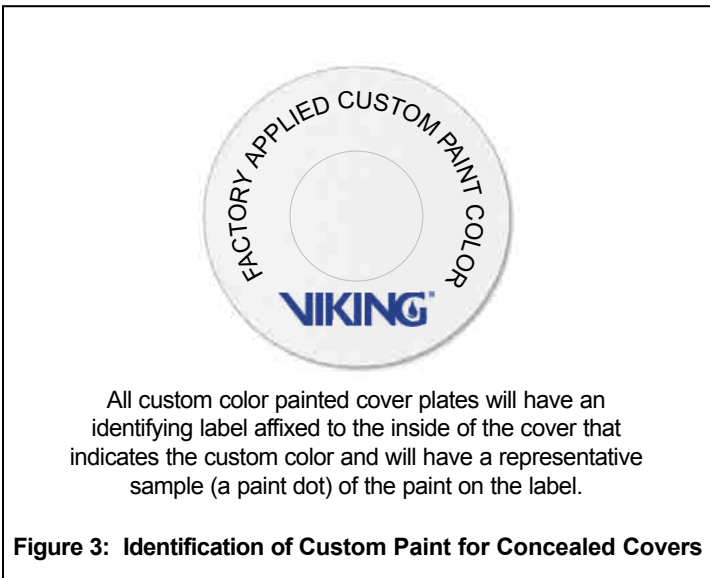 FACTORY APPLIED CUSTOM PAINT COLOR
VIKING®
All custom color painted cover plates will have an
identifying label affixed to the inside of the cover that
indicates the custom color and will have a representative
sample (a paint dot) of the paint on the label.
Figure 3: Identification of Custom Paint for Concealed Covers